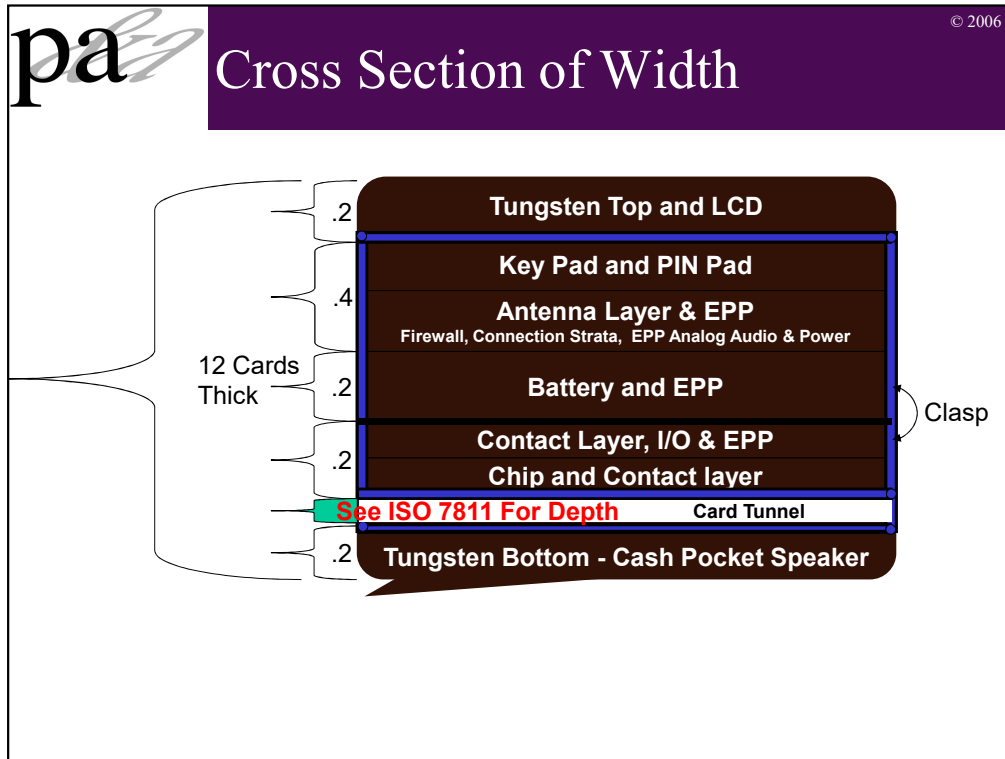 © 2006
pa
Cross Section of Width
.2
Tungsten Top and LCD
Key Pad and PIN Pad
.4
Antenna Layer & EPP
Firewall, Connection Strata, EPP Analog Audio & Power
12 Cards
Thick
.2
Battery and EPP
Clasp
.2
Contact Layer, I/O & EPP
Chip and Contact layer
See ISO 7811 For Depth
Card Tunnel
.2
Tungsten Bottom - Cash Pocket Speaker